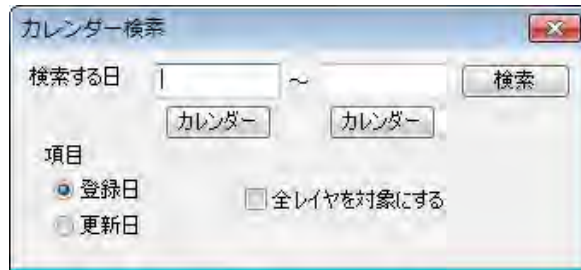 カレンダー検索
検索する日 ～ 検索
カレンダー カレンダー
項目
登録日 全レイヤを対象にする
更新日